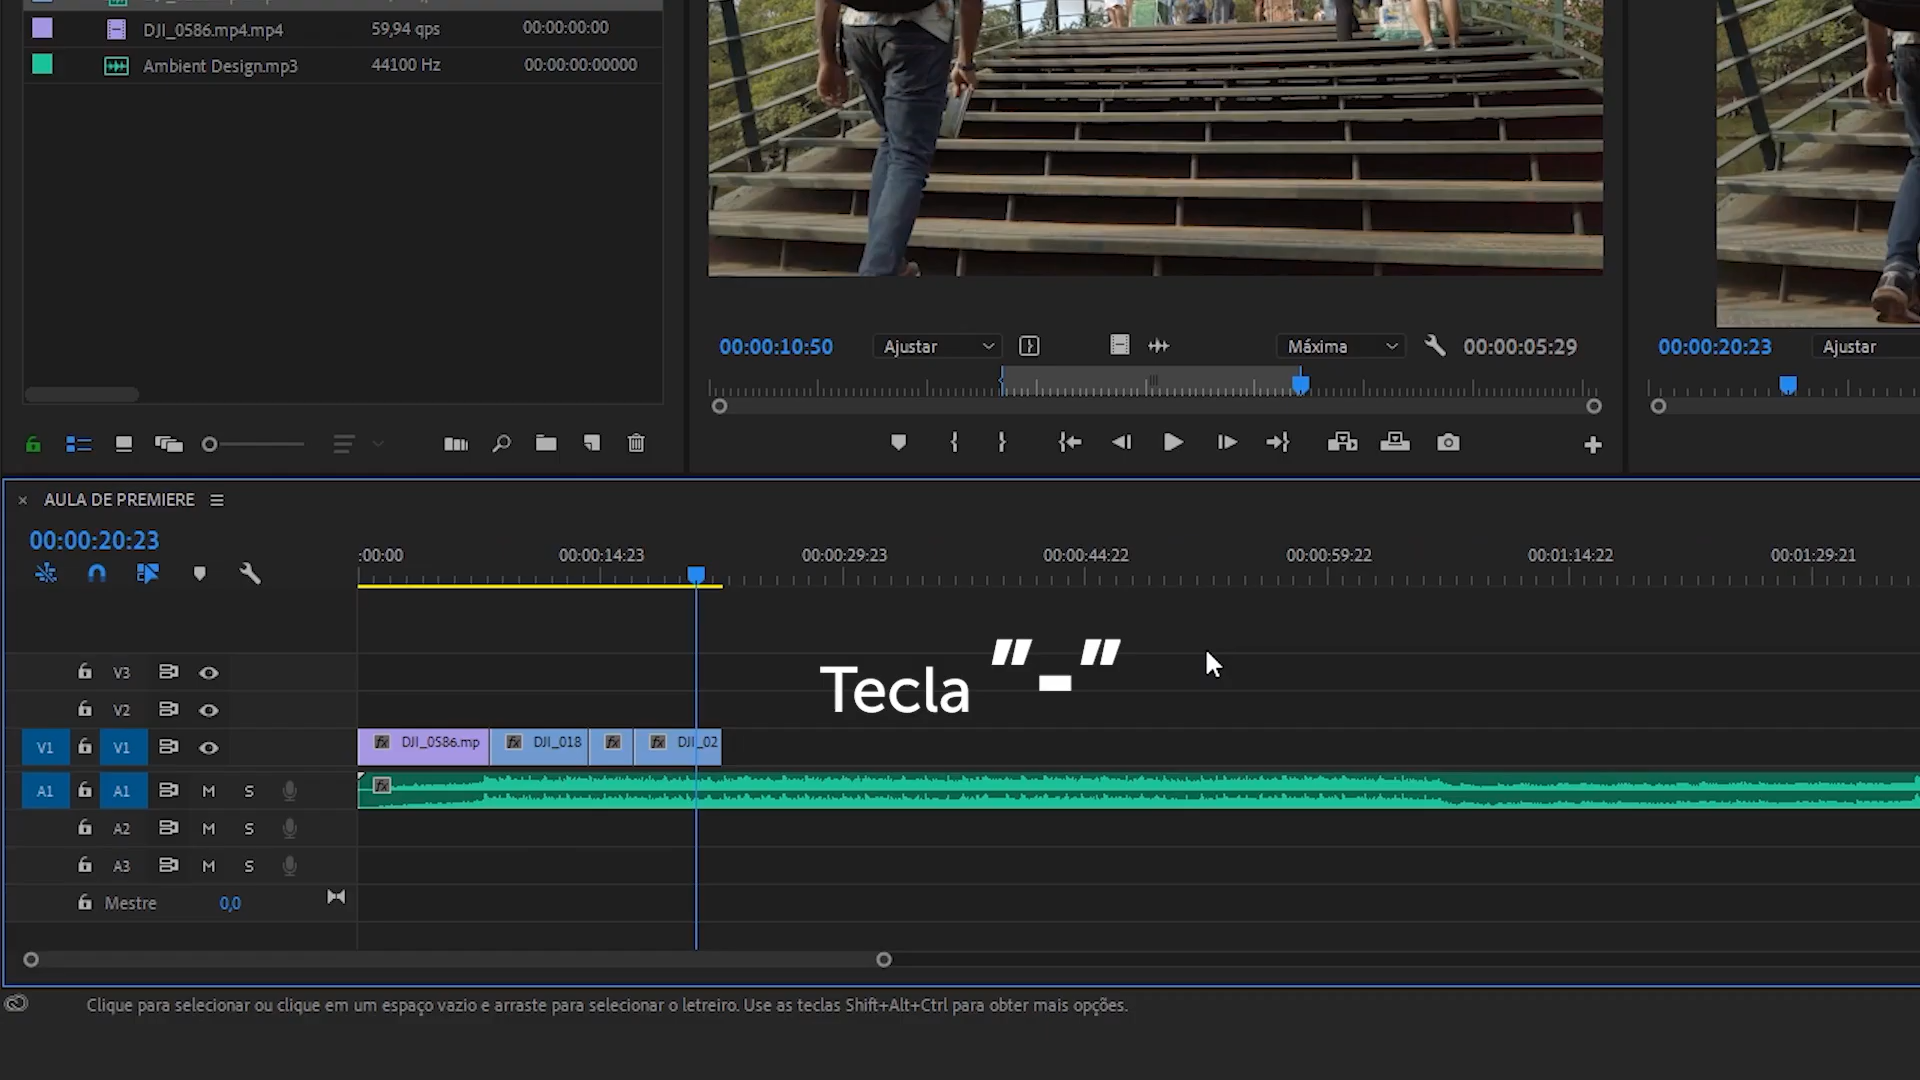 DJI_0586.mp4.mp4 59,94 qps 00:00:00:00
Ambient Design.mp3 44100 Hz 00:00:00:00000
00:00:10:50 Ajustar Máxima 00:00:05:29 00:00:20:23 Ajustar
AULA DE PREMIERE
00:00:20:23
:00:00 00:00:14:23 00:00:29:23 00:00:44:22 00:00:59:22 00:01:14:22 00:01:29:21
Tecla "-"
V3
V2
V1 V1 fx DJI_0586.mp fx DJI_018 fx fx DJI_02
A1 A1 M S fx
A2 M S
A3 M S
Mestre 0,0
Clique para selecionar ou clique em um espaço vazio e arraste para selecionar o letreiro. Use as teclas Shift+Alt+Ctrl para obter mais opções.